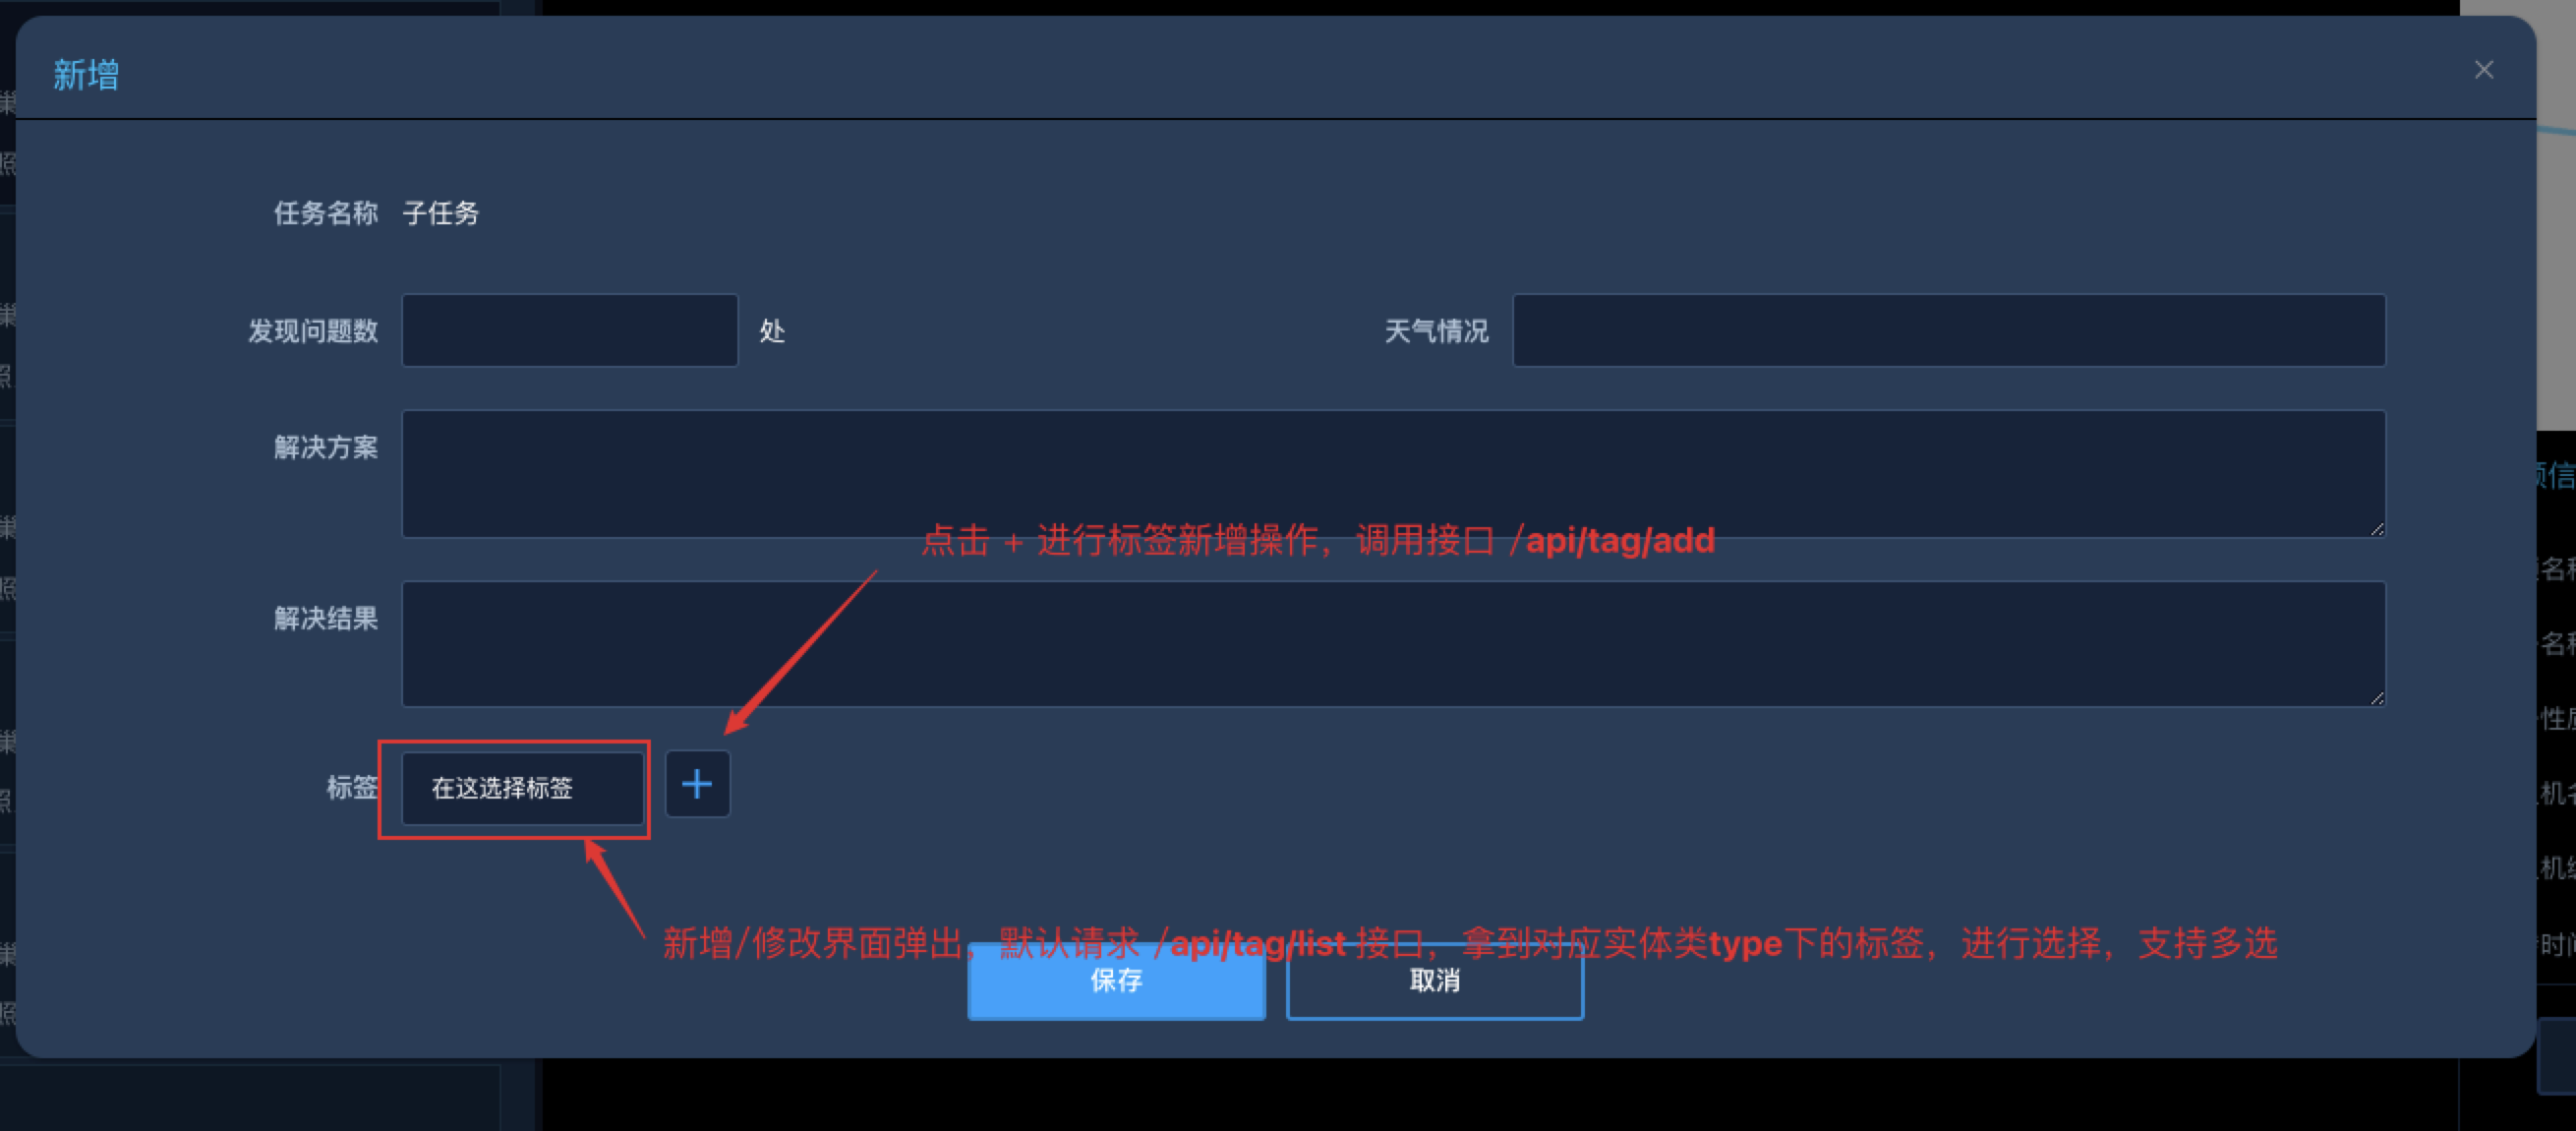 新增
任务名称 子任务
发现问题数 处 天气情况
解决方案
点击 + 进行标签新增操作，调用接口 /api/tag/add
解决结果
标签 在这选择标签 +
新增/修改界面弹出，默认请求 /api/tag/list 接口，拿到对应实体类type下的标签，进行选择，支持多选
保存 取消